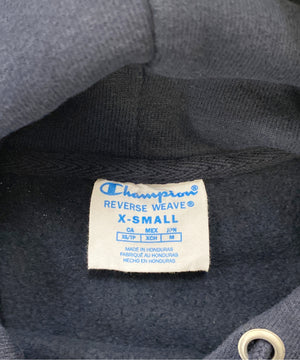 Champion
REVERSE WEAVE®
X-SMALL
CA MEX JPN
XS/TP XCH M
MADE IN HONDURAS
FABRIQUÉ AU HONDURAS
HECHO EN HONDURAS